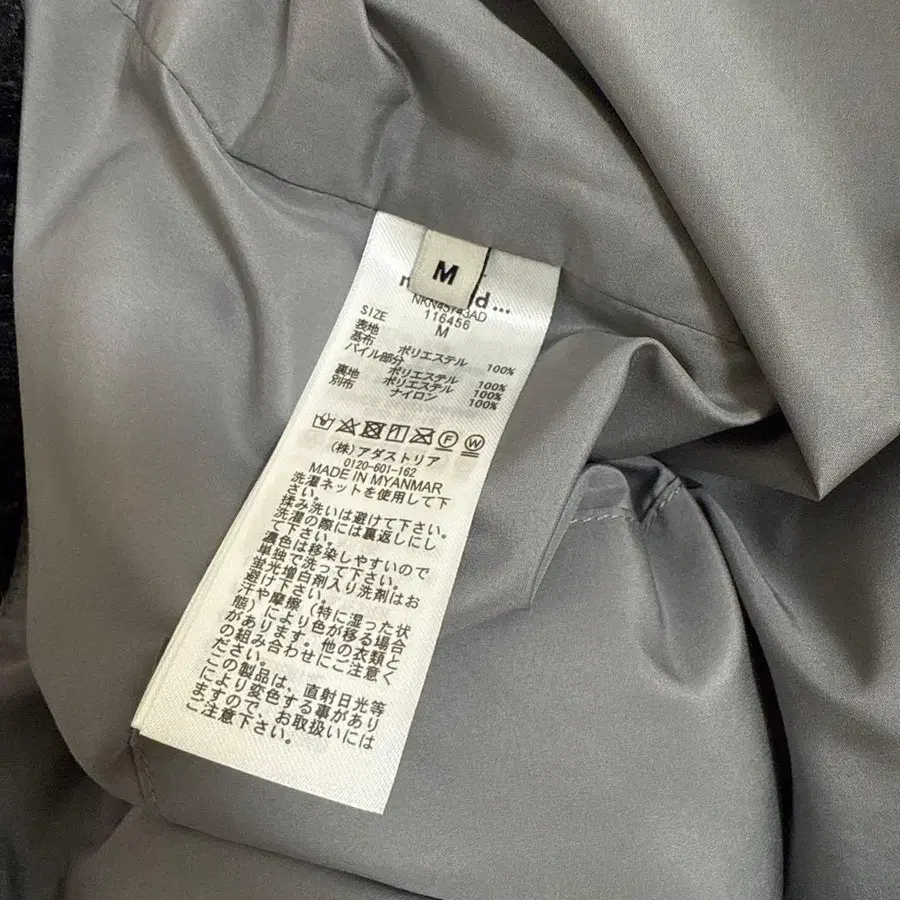 M
NKN45743AD
116456
SIZE M
表地
基布 ポリエステル 100%
パイル部分 ポリエステル 100%
裏地 ポリエステル 100%
別布 ナイロン 100%
(株)アダストリア
0120-601-162
MADE IN MYANMAR
洗濯ネットを使用して下
さい。
揉み洗いは避けて下さい。
洗濯の際には裏返しにし
て下さい。
濃色は移染しやすいので
単独で洗って下さい。
蛍光増白剤入り洗剤はお
避け下さい。
汗や摩擦(特に湿った状
態)により色が移る場合
があります。他の衣類と
の組み合わせにご注意く
ださい。
この製品は、直射日光等
により変色する裏があり
ますので、お取扱いには
ご注意下さい。